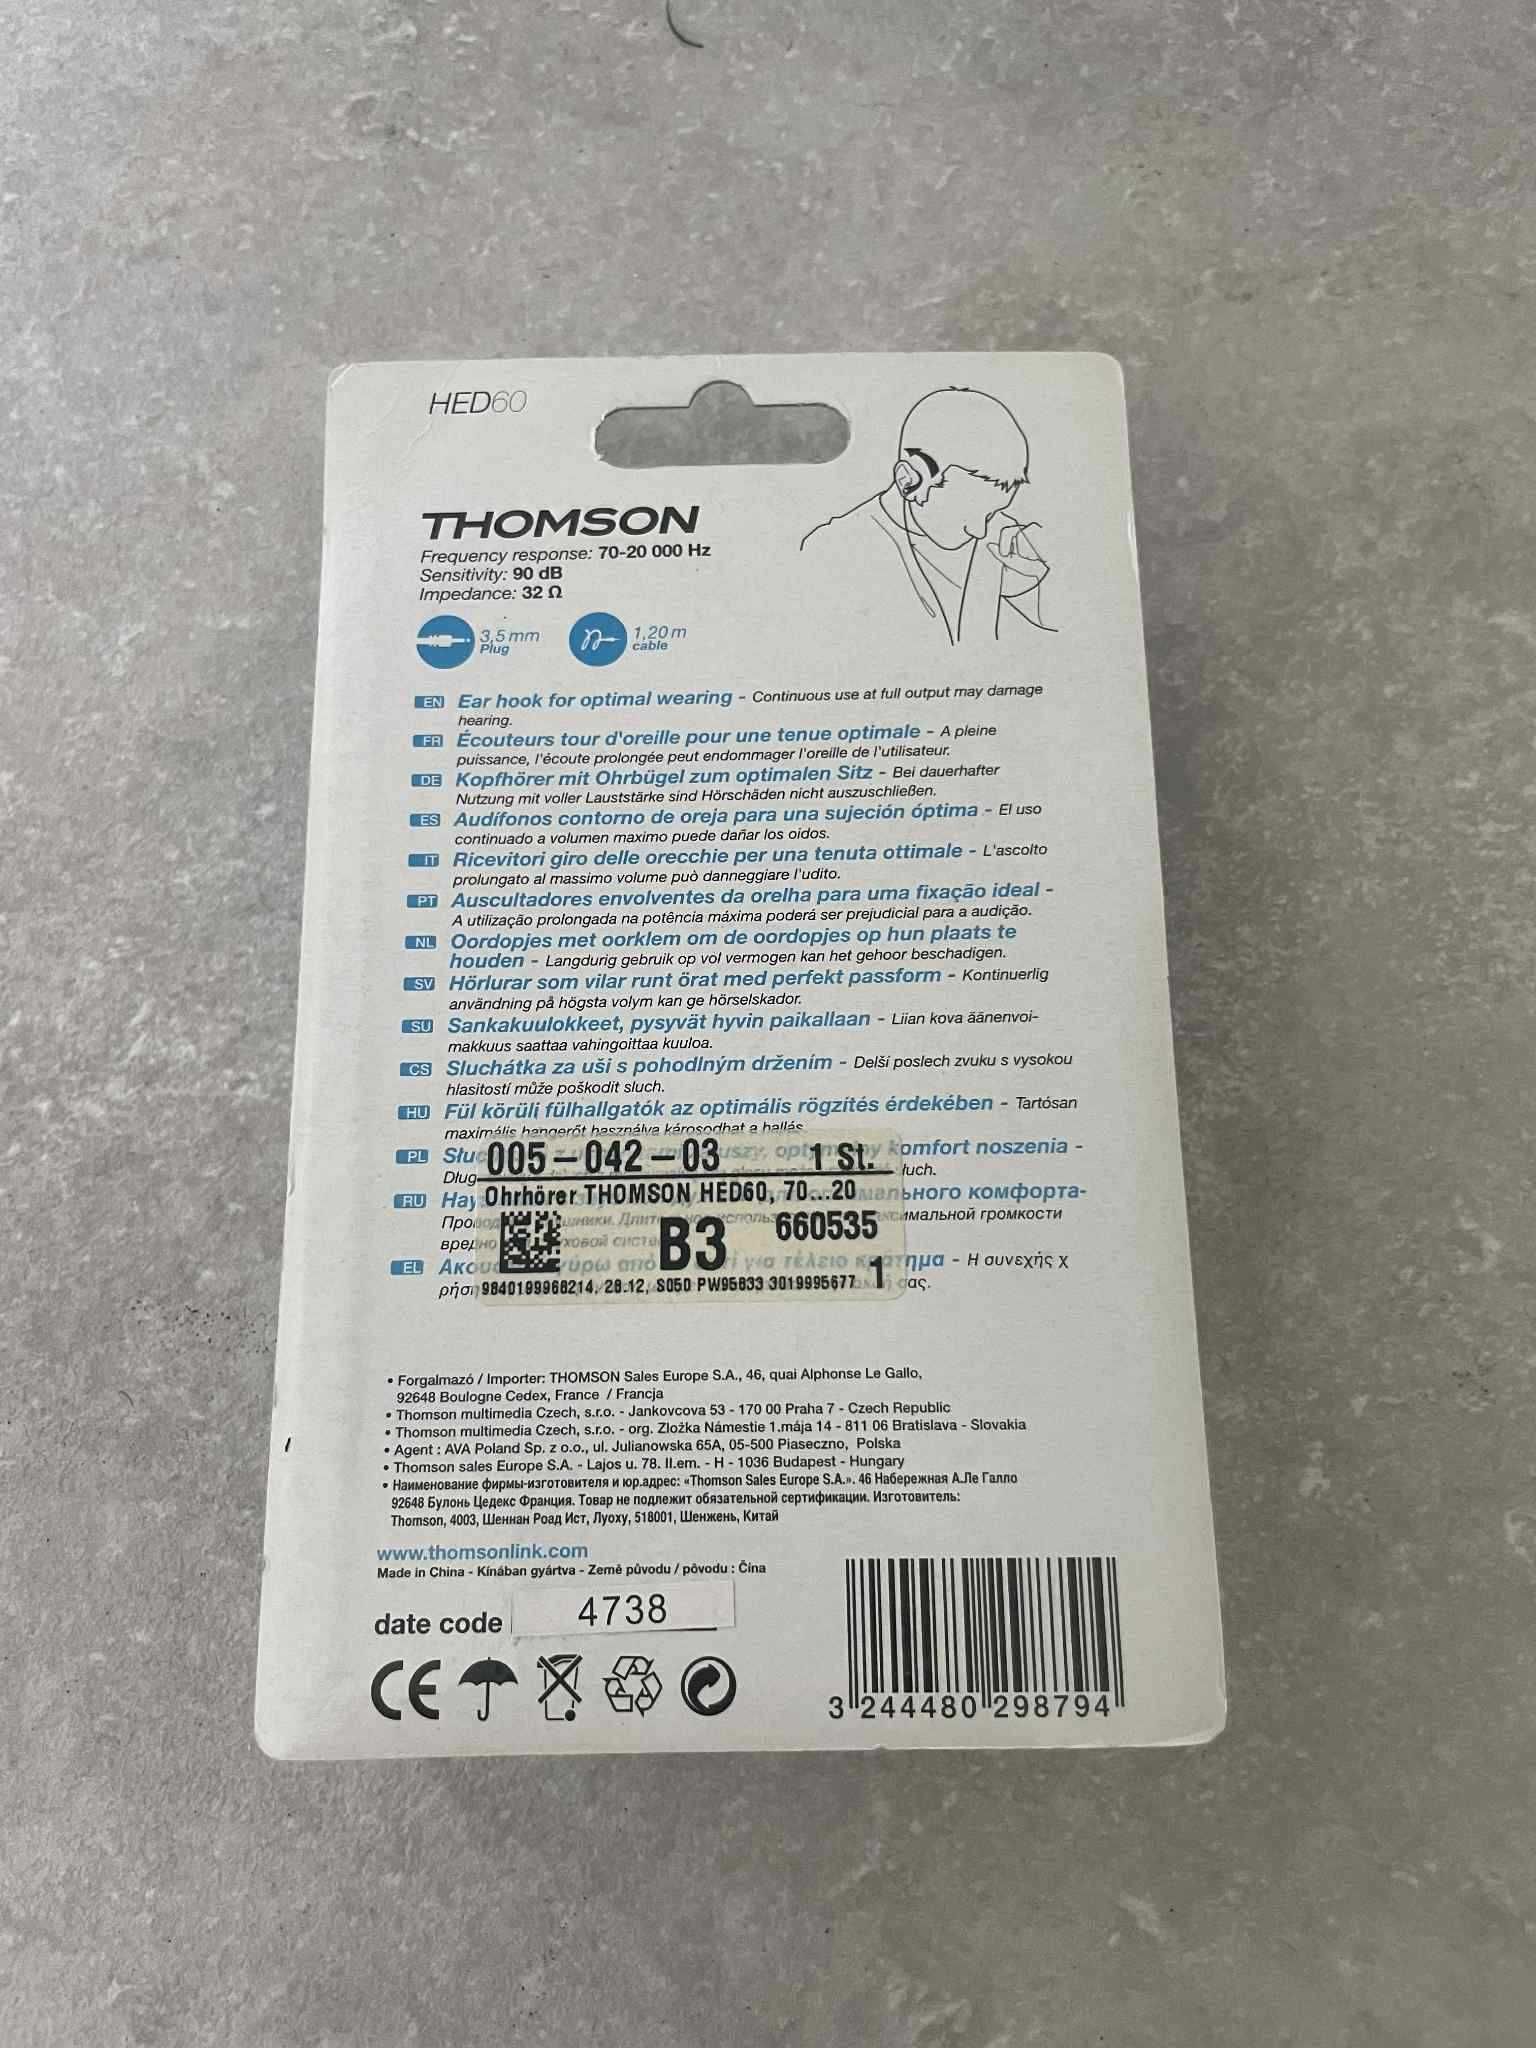 HED60
THOMSON
Frequency response: 70-20 000 Hz
Sensitivity: 90 dB
Impedance: 32 Ω
3,5 mm
Plug
1,20 m
cable
EN Ear hook for optimal wearing - Continuous use at full output may damage
hearing.
FR Écouteurs tour d'oreille pour une tenue optimale - A pleine
puissance, l'écoute prolongée peut endommager l'oreille de l'utilisateur.
DE Kopfhörer mit Ohrbügel zum optimalen Sitz - Bei dauerhafter
Nutzung mit voller Lauststärke sind Hörschäden nicht auszuschließen.
ES Audífonos contorno de oreja para una sujeción óptima - El uso
continuado a volumen maximo puede dañar los oidos.
IT Ricevitori giro delle orecchie per una tenuta ottimale - L'ascolto
prolungato al massimo volume può danneggiare l'udito.
PT Auscultadores envolventes da orelha para uma fixação ideal -
A utilização prolongada na potência máxima poderá ser prejudicial para a audição.
NL Oordopjes met oorklem om de oordopjes op hun plaats te
houden - Langdurig gebruik op vol vermogen kan het gehoor beschadigen.
SV Hörlurar som vilar runt örat med perfekt passform - Kontinuerlig
användning på högsta volym kan ge hörselskador.
SU Sankakuulokkeet, pysyvät hyvin paikallaan - Liian kova äänenvoi-
makkuus saattaa vahingoittaa kuuloa.
CS Sluchátka za uši s pohodlným držením - Delší poslech zvuku s vysokou
hlasitostí může poškodit sluch.
HU Fül körüli fülhallgatók az optimális rögzítés érdekében - Tartósan
maximális hangerőt használva károsodhat a hallás.
PL komfort noszenia -
RU комфорта-
максимальной громкости
EL κράτημα - Η συνεχής χ
005-042-03 1 St.
Ohrhörer THOMSON HED60, 70...20
B3 660535
9840199968214, 28.12, S050 PW95833 3019995677 1
• Forgalmazó / Importer: THOMSON Sales Europe S.A., 46, quai Alphonse Le Gallo,
92648 Boulogne Cedex, France / Francja
• Thomson multimedia Czech, s.r.o. - Jankovcova 53 - 170 00 Praha 7 - Czech Republic
• Thomson multimedia Czech, s.r.o. - org. Zložka Námestie 1.mája 14 - 811 06 Bratislava - Slovakia
• Agent : AVA Poland Sp. z o.o., ul. Julianowska 65A, 05-500 Piaseczno, Polska
• Thomson sales Europe S.A. - Lajos u. 78. II.em. - H - 1036 Budapest - Hungary
• Наименование фирмы-изготовителя и юр.адрес: «Thomson Sales Europe S.A.». 46 Набережная А.Ле Галло
92648 Булонь Цедекс Франция. Товар не подлежит обязательной сертификации. Изготовитель:
Thomson, 4003, Шеннан Роад Ист, Луоху, 518001, Шенжень, Китай
www.thomsonlink.com
Made in China - Kínában gyártva - Země původu / pôvodu : Čína
date code 4738
CE
3 244480 298794